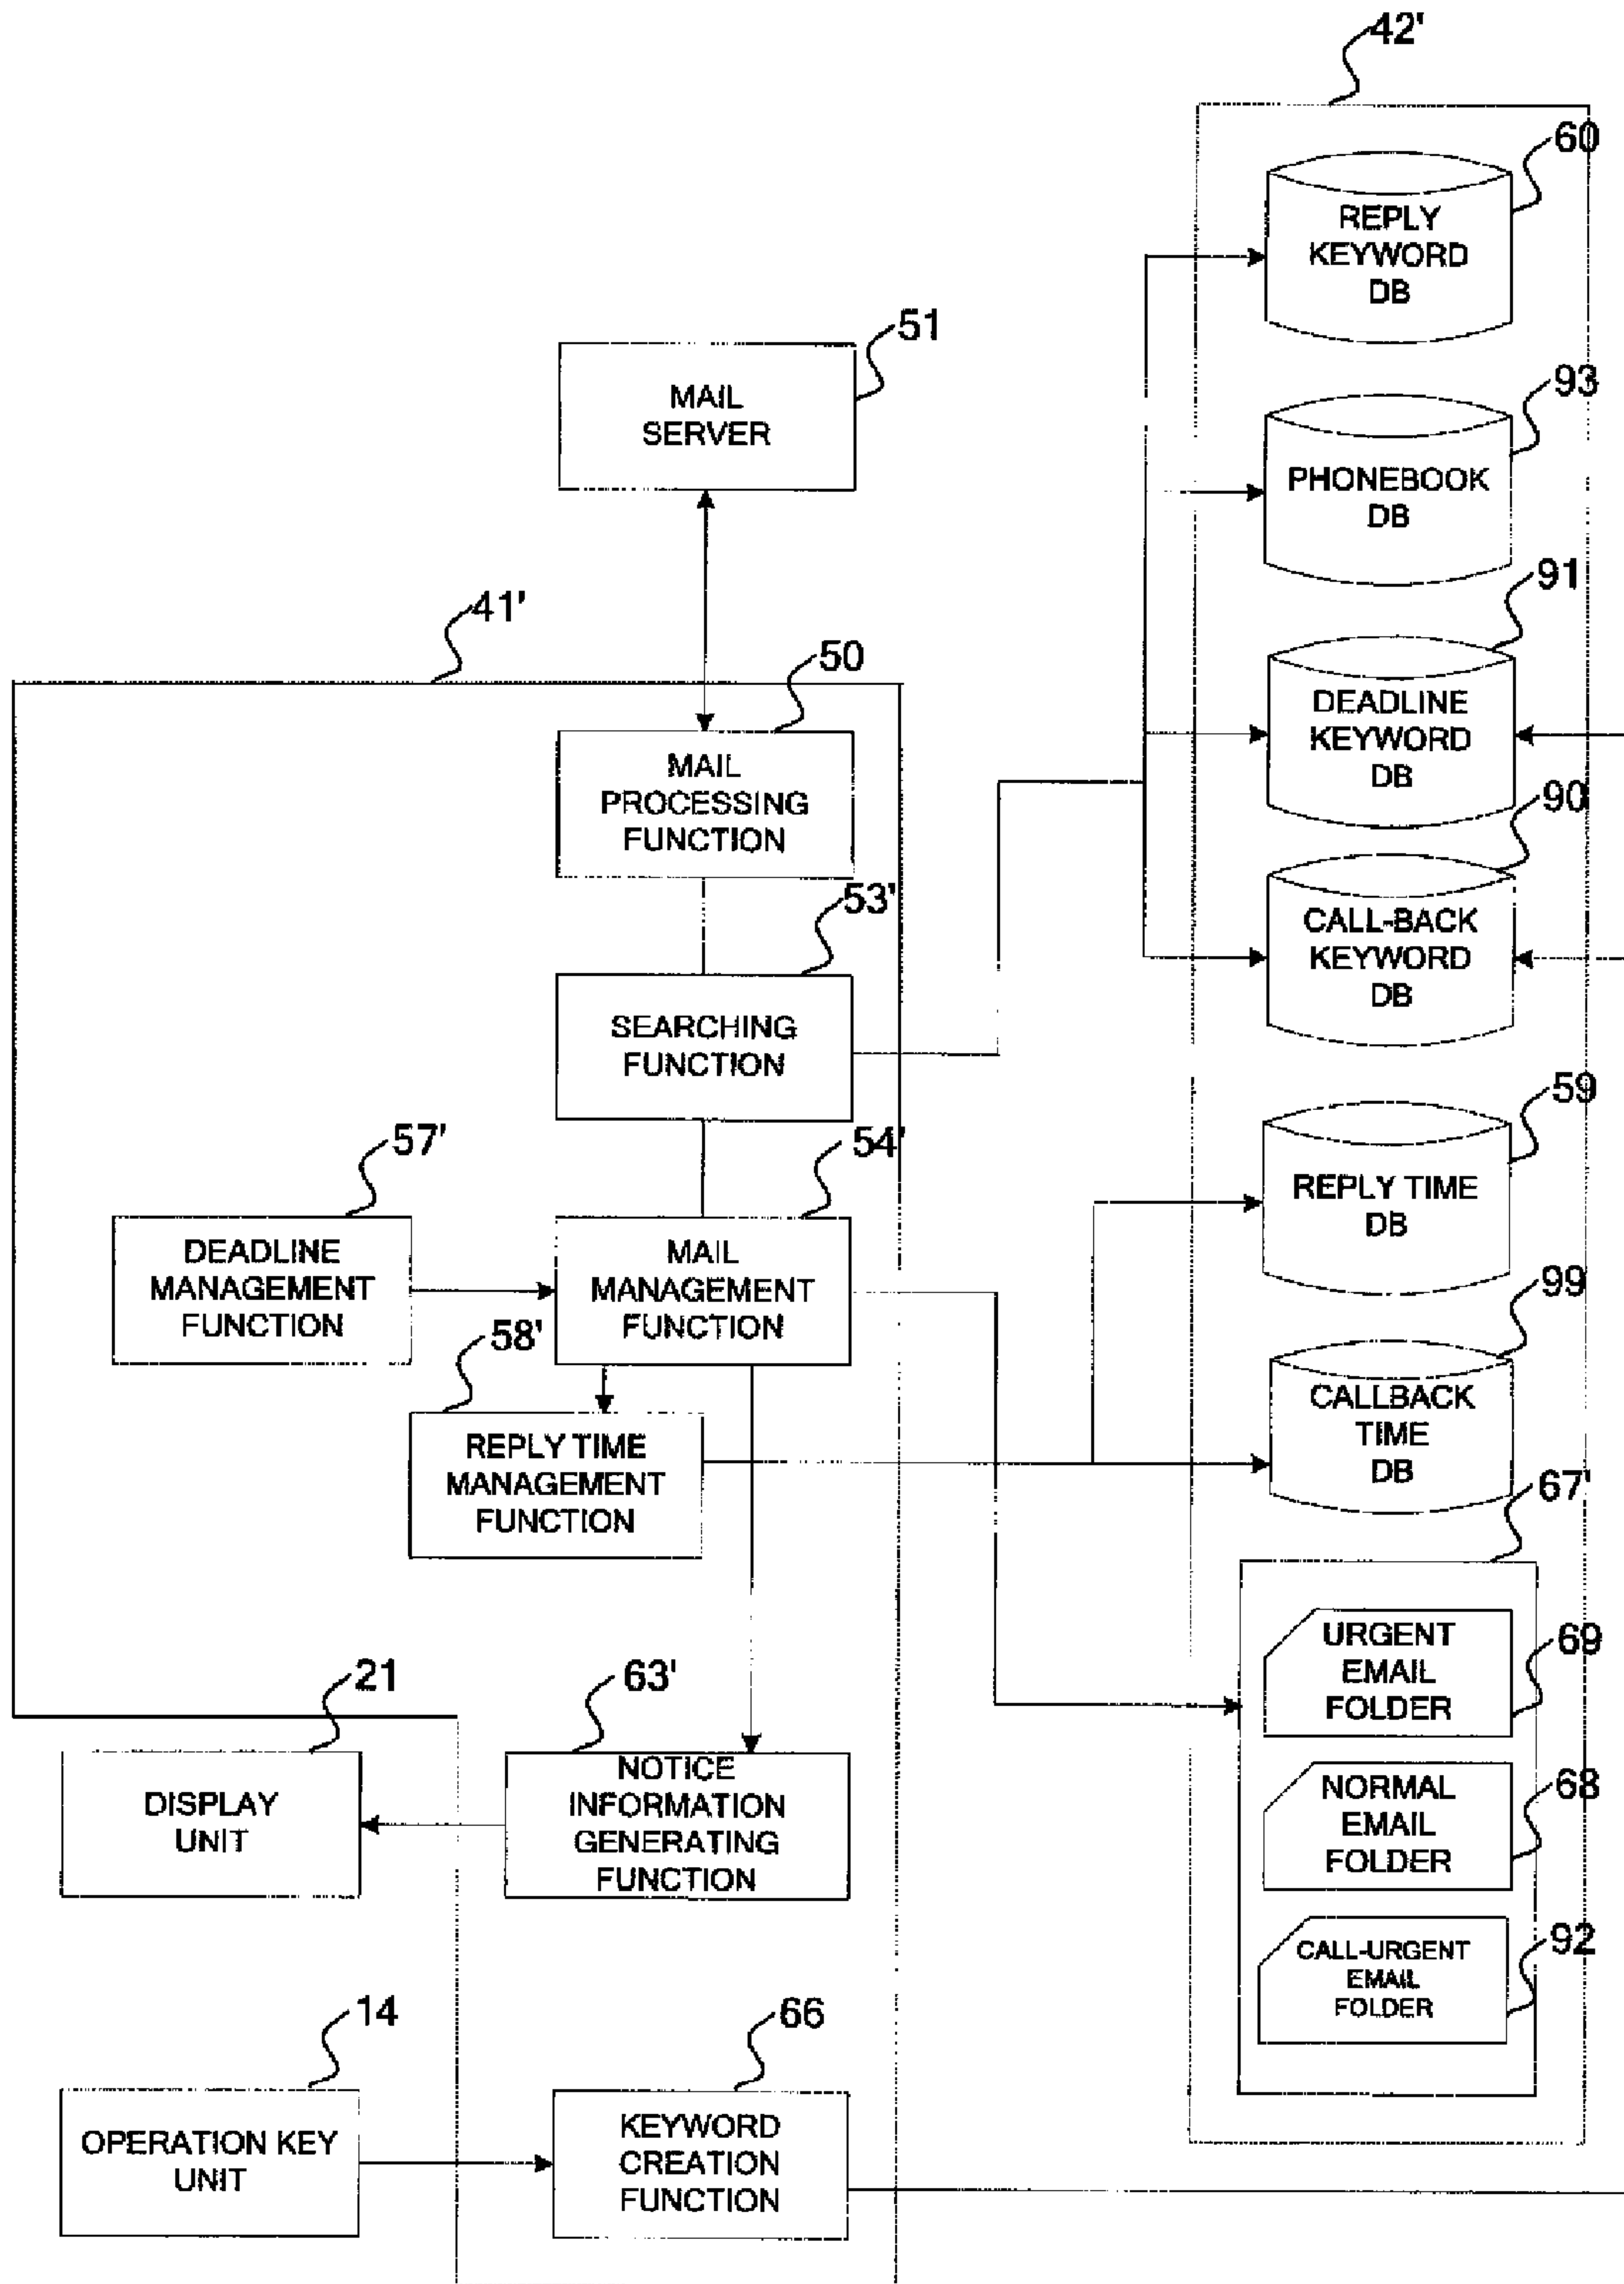 42'
60
REPLY
KEYWORD
DB
51
MAIL
SERVER
93
PHONEBOOK
DB
91
41'
50
DEADLINE
KEYWORD
DB
MAIL
PROCESSING
FUNCTION
90
53'
CALL-BACK
KEYWORD
DB
SEARCHING
FUNCTION
59
57'
54'
REPLY TIME
DB
DEADLINE
MANAGEMENT
FUNCTION
MAIL
MANAGEMENT
FUNCTION
99
58'
CALLBACK
TIME
DB
REPLY TIME
MANAGEMENT
FUNCTION
67'
URGENT
EMAIL
FOLDER
69
21
63'
DISPLAY
UNIT
NOTICE
INFORMATION
GENERATING
FUNCTION
NORMAL
EMAIL
FOLDER
68
CALL-URGENT
EMAIL
FOLDER
92
14
66
OPERATION KEY
UNIT
KEYWORD
CREATION
FUNCTION